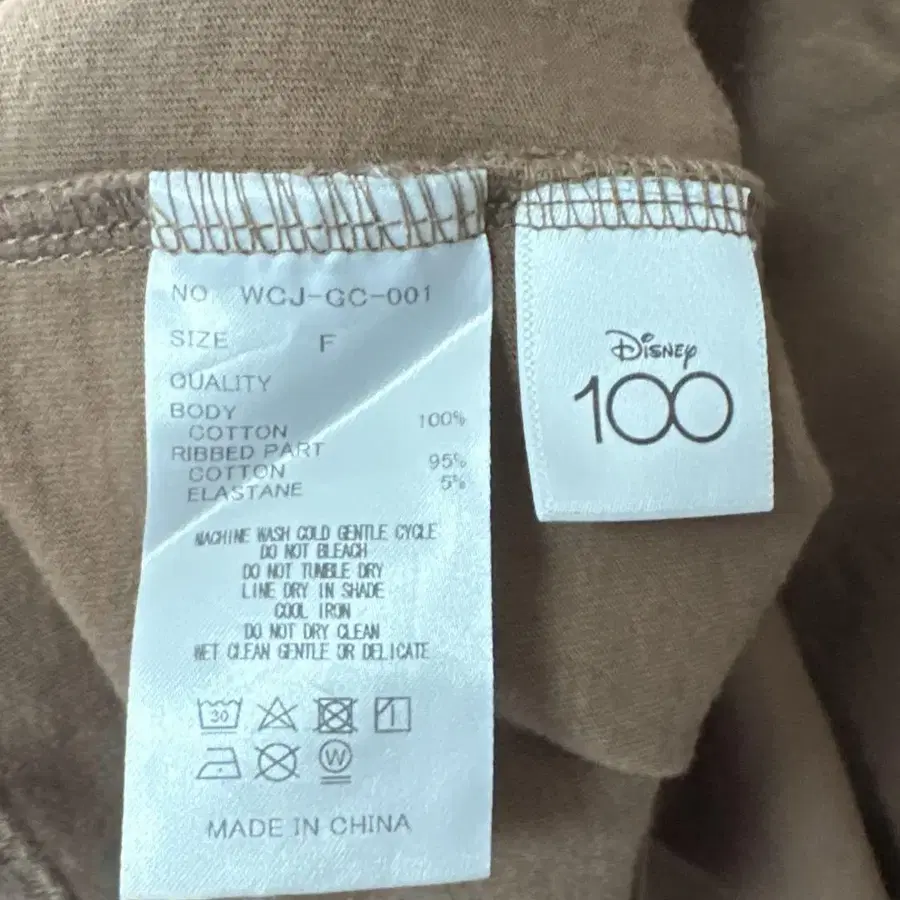 NO. WCJ-GC-001
SIZE F
QUALITY
BODY
COTTON 100%
RIBBED PART
COTTON 95%
ELASTANE 5%
MACHINE WASH COLD GENTLE CYCLE
DO NOT BLEACH
DO NOT TUMBLE DRY
LINE DRY IN SHADE
COOL IRON
DO NOT DRY CLEAN
WET CLEAN GENTLE OR DELICATE
30
W
MADE IN CHINA
Disney
100